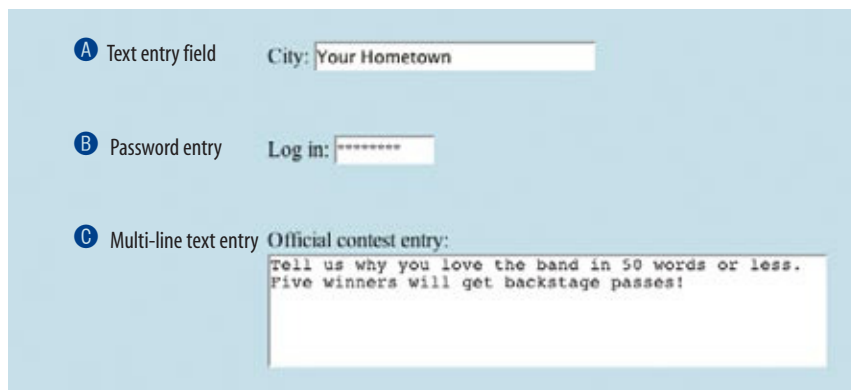 A Text entry field City: Your Hometown
B Password entry Log in: ********
C Multi-line text entry Official contest entry:
Tell us why you love the band in 50 words or less.
Five winners will get backstage passes!